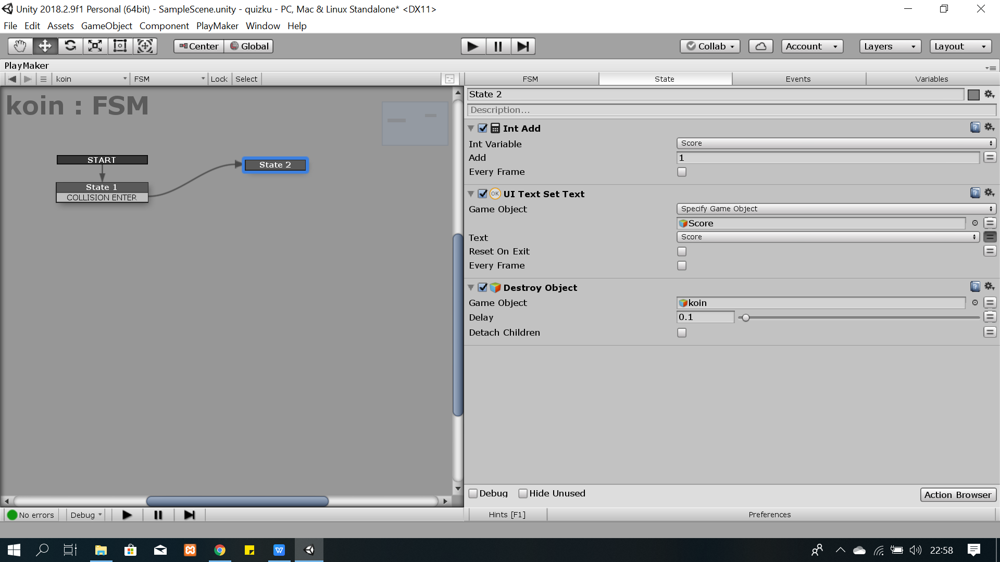 Unity 2018.2.9f1 Personal (64bit) - SampleScene.unity - quizku - PC, Mac & Linux Standalone* <DX11>
File Edit Assets GameObject Component PlayMaker Window Help
Center Global Collab Account Layers Layout
PlayMaker
koin FSM Lock Select FSM State Events Variables
koin : FSM
START
State 1
COLLISION ENTER
State 2
State 2
Description...
Int Add
Int Variable Score
Add 1
Every Frame
OK UI Text Set Text
Game Object Specify Game Object
Score
Text Score
Reset On Exit
Every Frame
Destroy Object
Game Object koin
Delay 0.1
Detach Children
Debug Hide Unused Action Browser
No errors Debug Hints [F1] Preferences
22:58